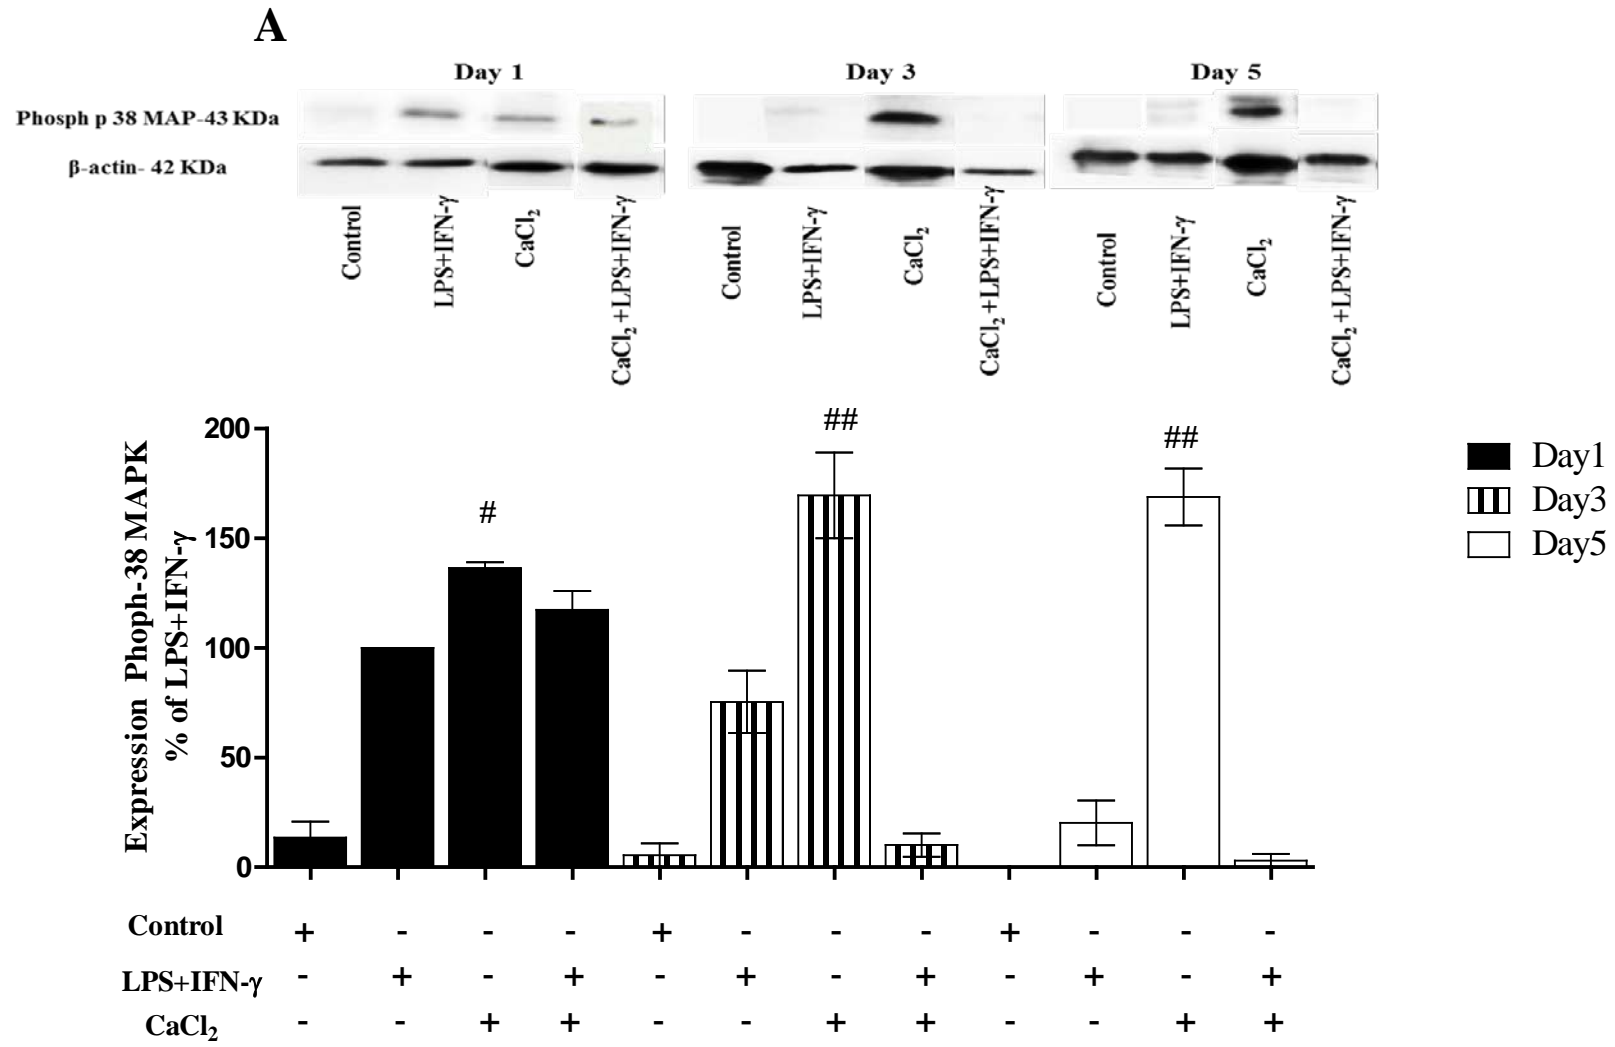 A
Day 1 Day 3 Day 5
Phosph p 38 MAP-43 KDa
β-actin- 42 KDa
Control LPS+IFN-γ CaCl₂ CaCl₂+LPS+IFN-γ Control LPS+IFN-γ CaCl₂ CaCl₂+LPS+IFN-γ Control LPS+IFN-γ CaCl₂ CaCl₂+LPS+IFN-γ
Expression Phoph-38 MAPK
% of LPS+IFN-γ
200
150
100
50
0
# ## ##
Day1
Day3
Day5
Control + - - - + - - - + - - -
LPS+IFN-γ - + - + - + - + - + - +
CaCl₂ - - + + - - + + - - + +